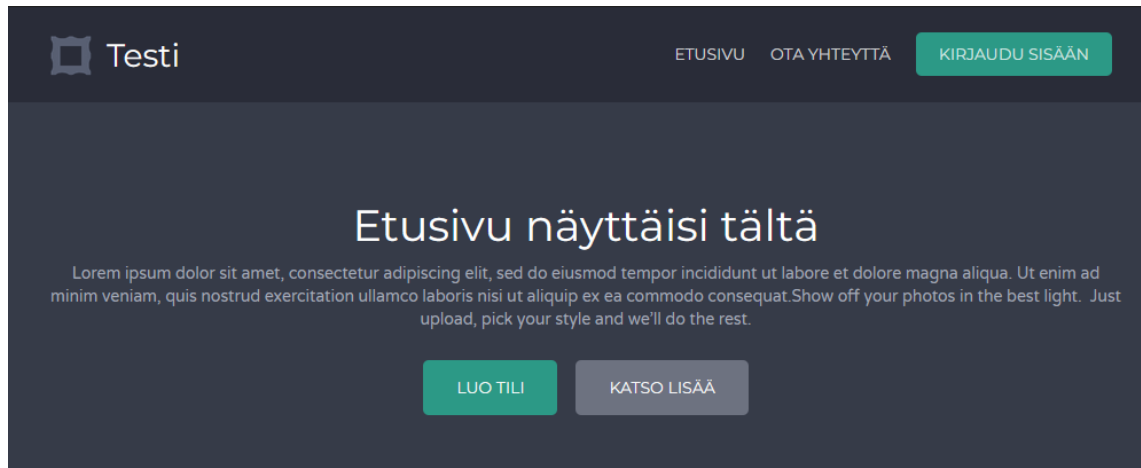 Testi
ETUSIVU
OTA YHTEYTTÄ
KIRJAUDU SISÄÄN
Etusivu näyttäisi tältä
Lorem ipsum dolor sit amet, consectetur adipiscing elit, sed do eiusmod tempor incididunt ut labore et dolore magna aliqua. Ut enim ad
minim veniam, quis nostrud exercitation ullamco laboris nisi ut aliquip ex ea commodo consequat.Show off your photos in the best light.  Just
upload, pick your style and we'll do the rest.
LUO TILI
KATSO LISÄÄ